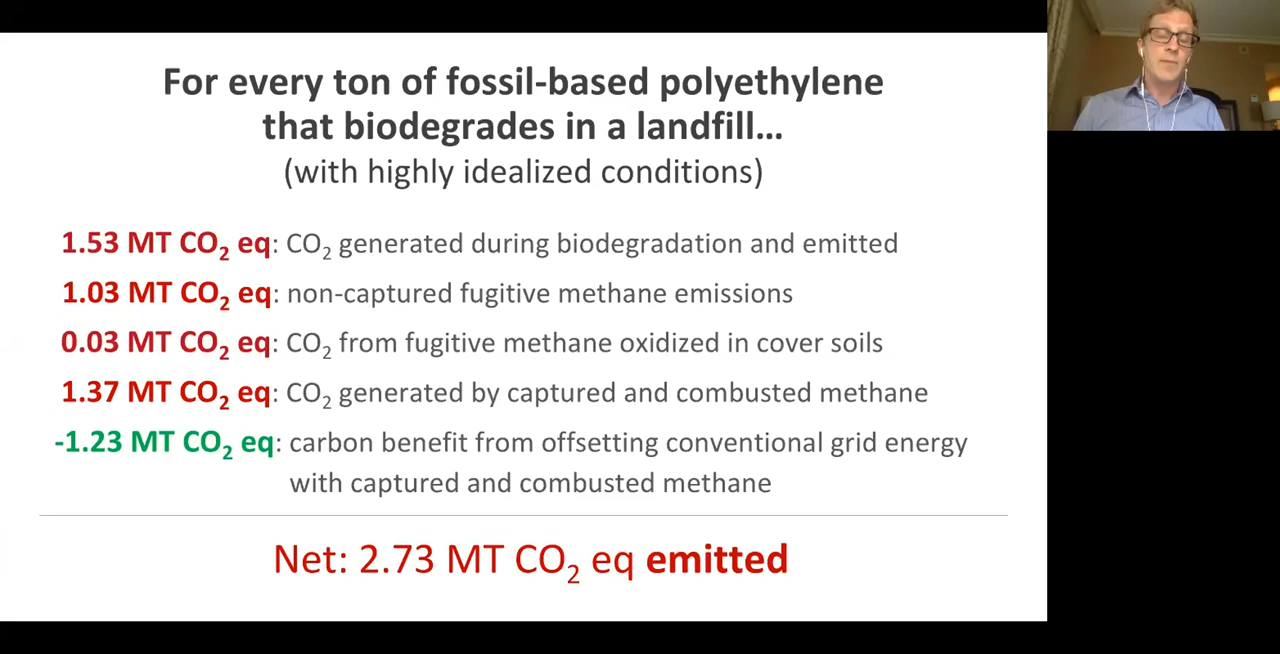 For every ton of fossil-based polyethylene
that biodegrades in a landfill…
(with highly idealized conditions)
1.53 MT CO₂ eq: CO₂ generated during biodegradation and emitted
1.03 MT CO₂ eq: non-captured fugitive methane emissions
0.03 MT CO₂ eq: CO₂ from fugitive methane oxidized in cover soils
1.37 MT CO₂ eq: CO₂ generated by captured and combusted methane
-1.23 MT CO₂ eq: carbon benefit from offsetting conventional grid energy
with captured and combusted methane
Net: 2.73 MT CO₂ eq emitted